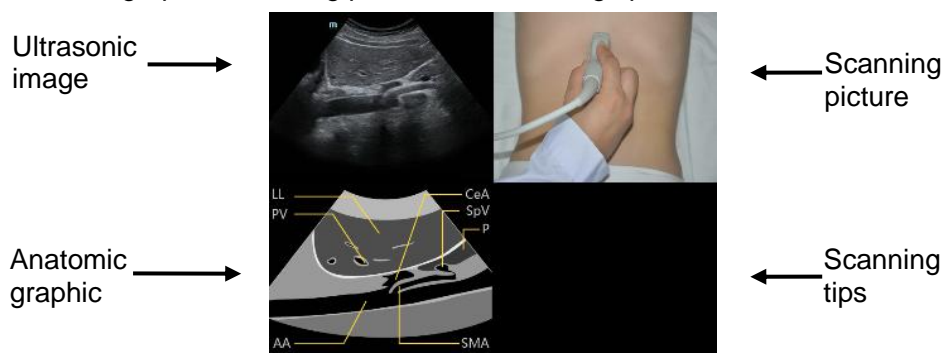 Ultrasonic
image
m
Scanning
picture
LL
CeA
PV
SpV
P
Anatomic
graphic
Scanning
tips
AA
SMA